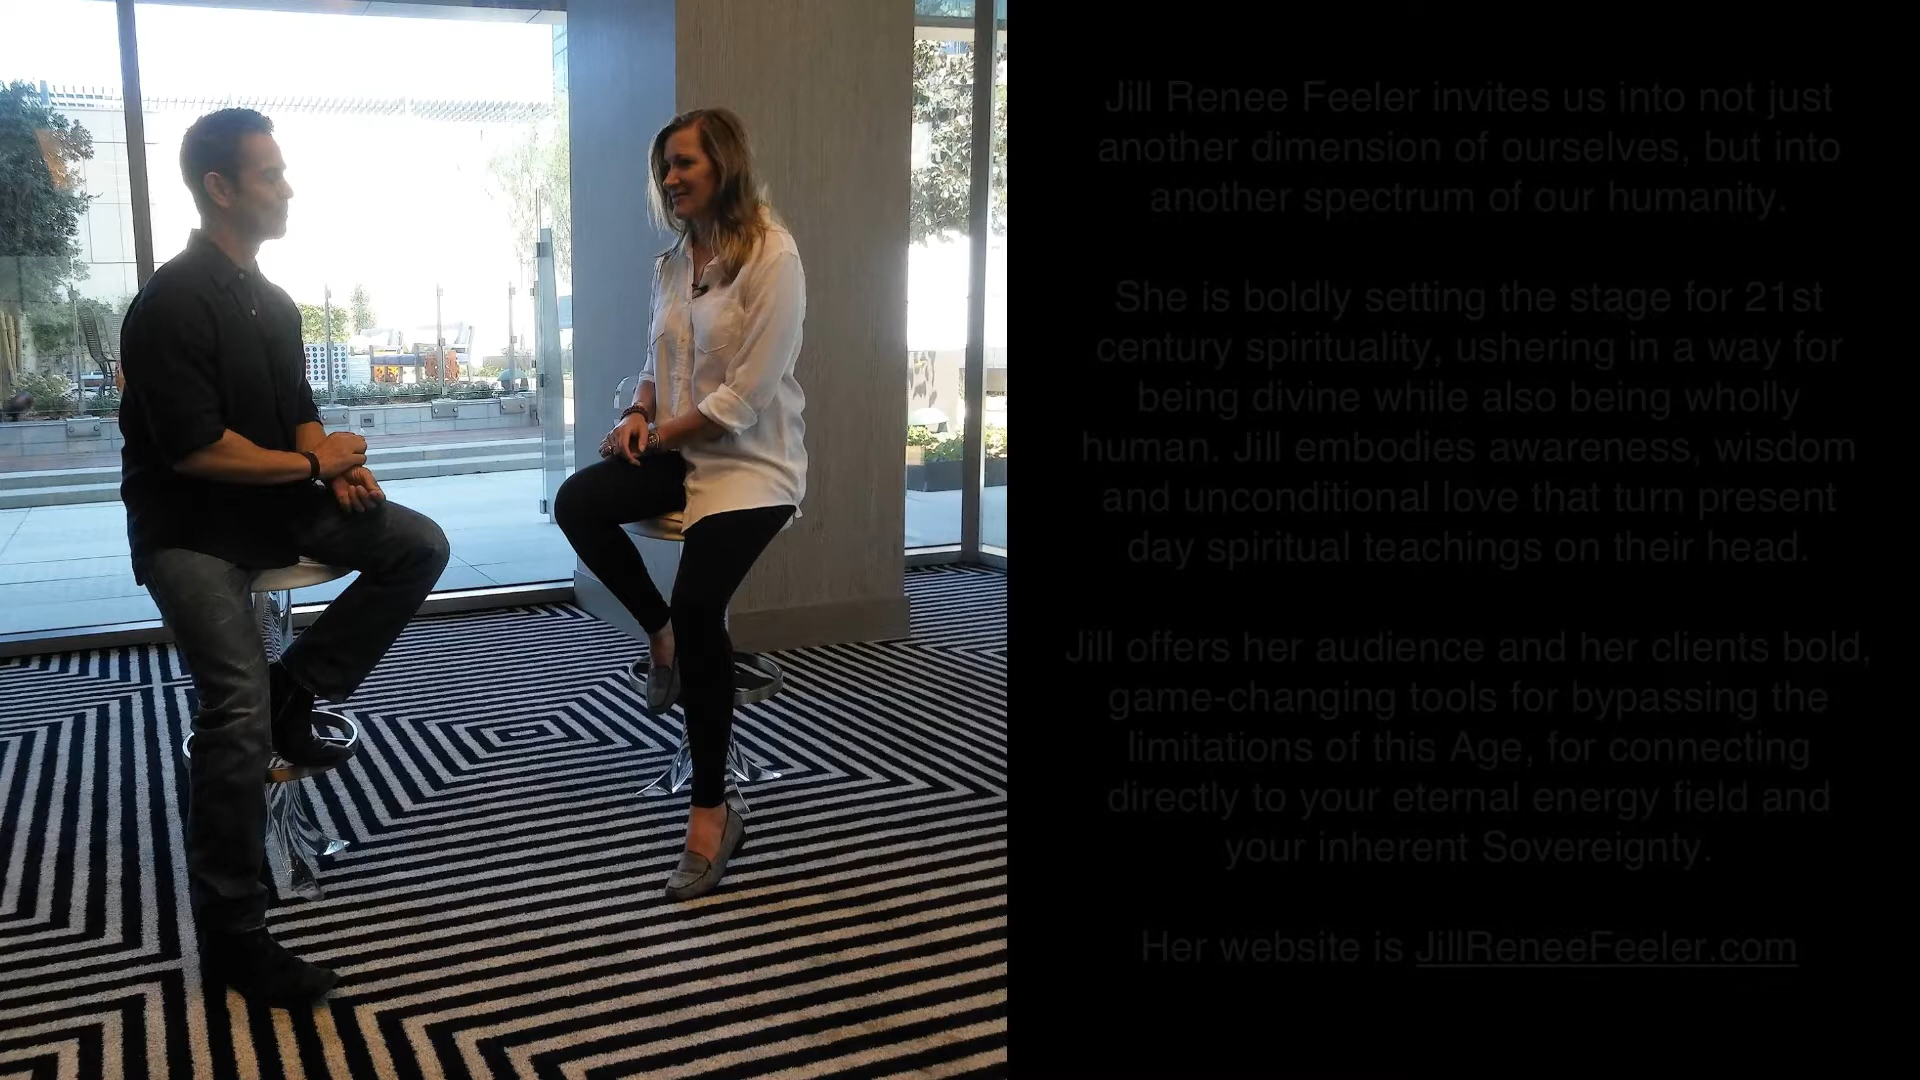 Jill Renee Feeler invites us into not just
another dimension of ourselves, but into
another spectrum of our humanity.
She is boldly setting the stage for 21st
century spirituality, ushering in a way for
being divine while also being wholly
human. Jill embodies awareness, wisdom
and unconditional love that turn present
day spiritual teachings on their head.
Jill offers her audience and her clients bold,
game-changing tools for bypassing the
limitations of this Age, for connecting
directly to your eternal energy field and
your inherent Sovereignty.
Her website is JillReneeFeeler.com